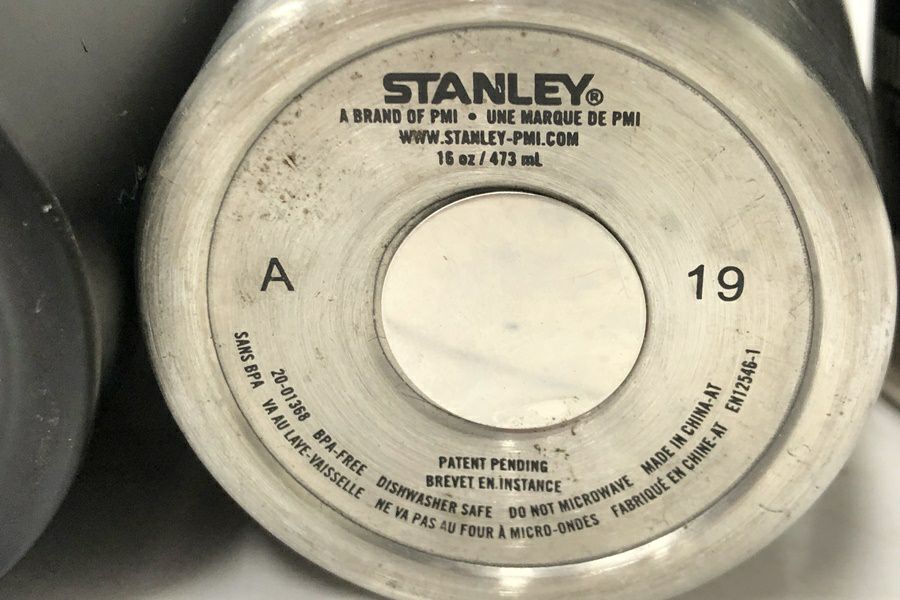 STANLEY®
A BRAND OF PMI • UNE MARQUE DE PMI
WWW.STANLEY-PMI.COM
16 oz / 473 mL
A
19
PATENT PENDING
BREVET EN INSTANCE
20-01368 BPA-FREE DISHWASHER SAFE DO NOT MICROWAVE MADE IN CHINA-AT
SANS BPA VA AU LAVE-VAISSELLE NE VA PAS AU FOUR À MICRO-ONDES FABRIQUÉ EN CHINE-AT EN12546-1